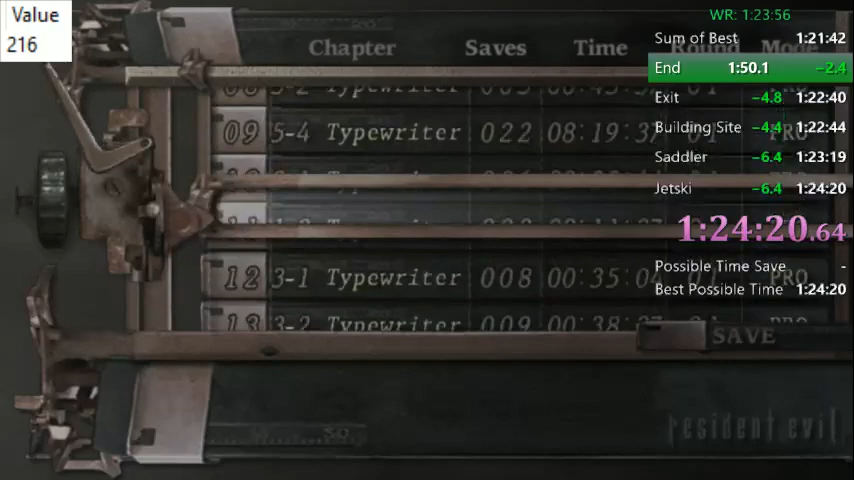 Value
216
WR: 1:23:56
Sum of Best 1:21:42
End 1:50.1 -2.4
Exit -4.8 1:22:40
Building Site -4.4 1:22:44
Saddler -6.4 1:23:19
Jetski -6.4 1:24:20
1:24:20.64
Possible Time Save -
Best Possible Time 1:24:20
Chapter Saves Time Round Mode
09 5-4 Typewriter 022 08:19:37 PRO
12 3-1 Typewriter 008 00:35:04 PRO
13 3-2 Typewriter 009 00:38:
SAVE
resident evil